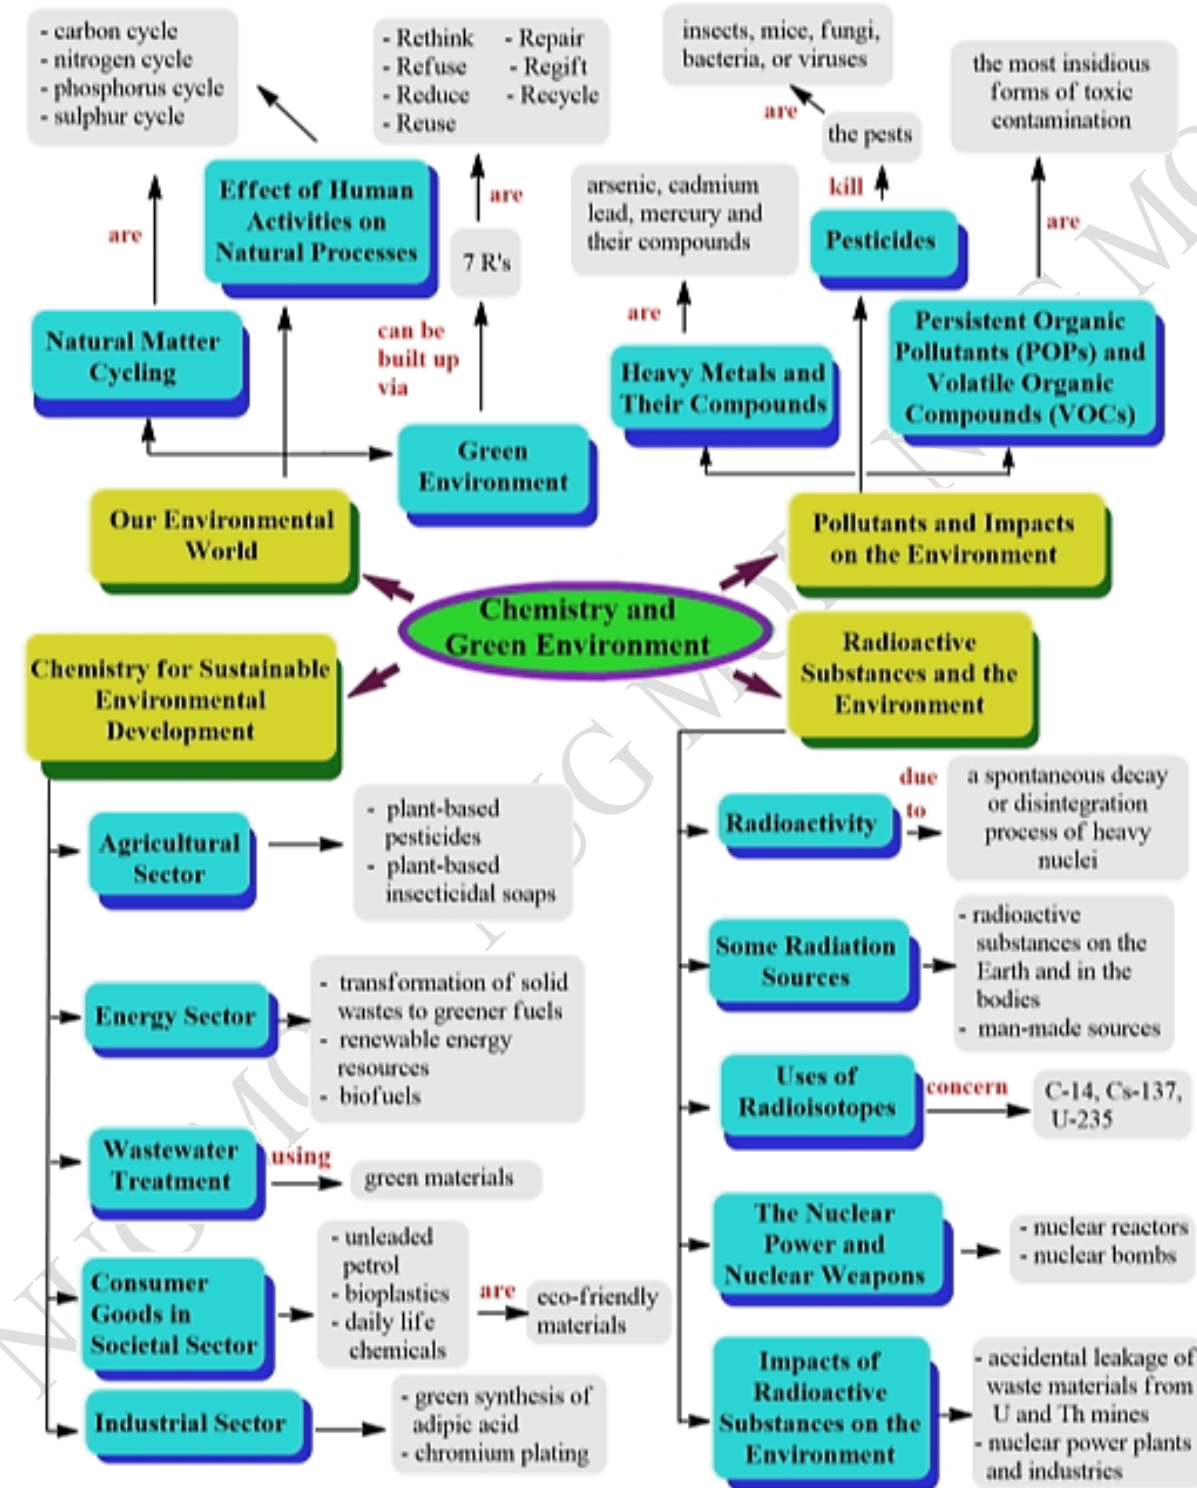 - carbon cycle
- nitrogen cycle
- phosphorus cycle
- sulphur cycle
- Rethink - Repair
- Refuse - Regift
- Reduce - Recycle
- Reuse
insects, mice, fungi,
bacteria, or viruses
the most insidious
forms of toxic
contamination
are
the pests
Effect of Human
Activities on
Natural Processes
are
are
7 R's
arsenic, cadmium
lead, mercury and
their compounds
kill
Pesticides
are
Natural Matter
Cycling
can be
built up
via
are
Heavy Metals and
Their Compounds
Persistent Organic
Pollutants (POPs) and
Volatile Organic
Compounds (VOCs)
Green
Environment
Our Environmental
World
Pollutants and Impacts
on the Environment
Chemistry and
Green Environment
Chemistry for Sustainable
Environmental
Development
Radioactive
Substances and the
Environment
Agricultural
Sector
- plant-based
pesticides
- plant-based
insecticidal soaps
Energy Sector
- transformation of solid
wastes to greener fuels
- renewable energy
resources
- biofuels
Wastewater
Treatment
using
green materials
Consumer
Goods in
Societal Sector
- unleaded
petrol
- bioplastics
- daily life
chemicals
are
eco-friendly
materials
Industrial Sector
- green synthesis of
adipic acid
- chromium plating
Radioactivity
due
to
a spontaneous decay
or disintegration
process of heavy
nuclei
Some Radiation
Sources
- radioactive
substances on the
Earth and in the
bodies
- man-made sources
Uses of
Radioisotopes
concern
C-14, Cs-137,
U-235
The Nuclear
Power and
Nuclear Weapons
- nuclear reactors
- nuclear bombs
Impacts of
Radioactive
Substances on the
Environment
- accidental leakage of
waste materials from
U and Th mines
- nuclear power plants
and industries